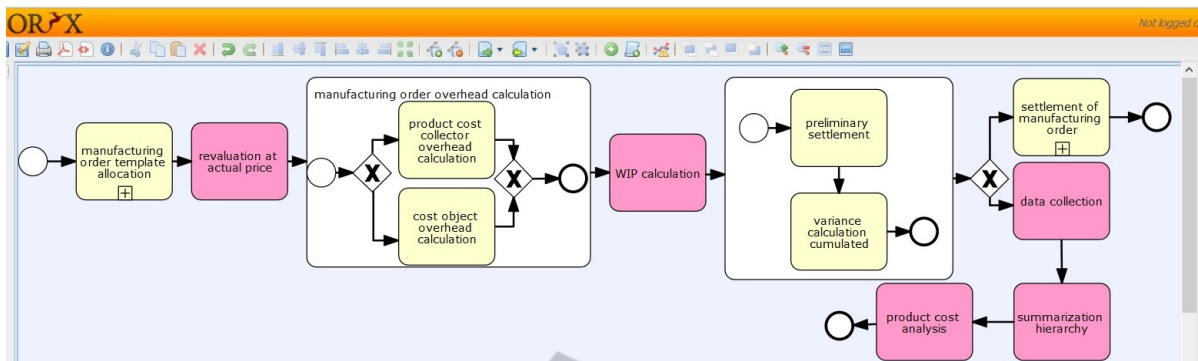 ORYX
Not logged
manufacturing
order template
allocation
revaluation at
actual price
manufacturing order overhead calculation
product cost
collector
overhead
calculation
cost object
overhead
calculation
X
X
WIP calculation
preliminary
settlement
variance
calculation
cumulated
X
settlement of
manufacturing
order
data collection
summarization
hierarchy
product cost
analysis